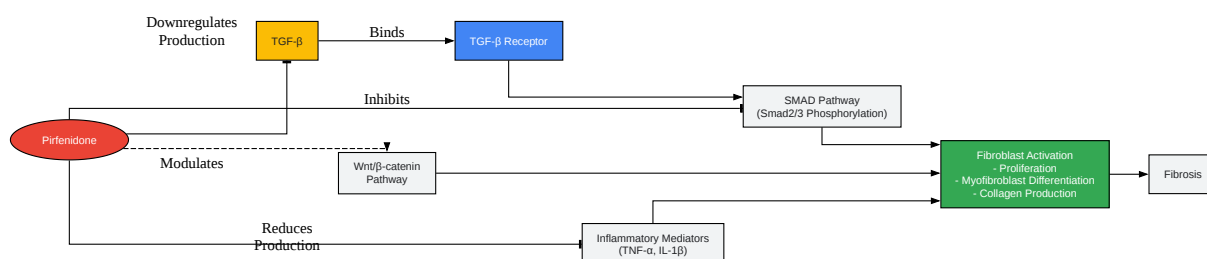 Downregulates
Production
TGF-β
Binds
TGF-β Receptor
Inhibits
SMAD Pathway
(Smad2/3 Phosphorylation)
Pirfenidone
Modulates
Wnt/β-catenin
Pathway
Fibroblast Activation
- Proliferation
- Myofibroblast Differentiation
- Collagen Production
Fibrosis
Reduces
Production
Inflammatory Mediators
(TNF-α, IL-1β)